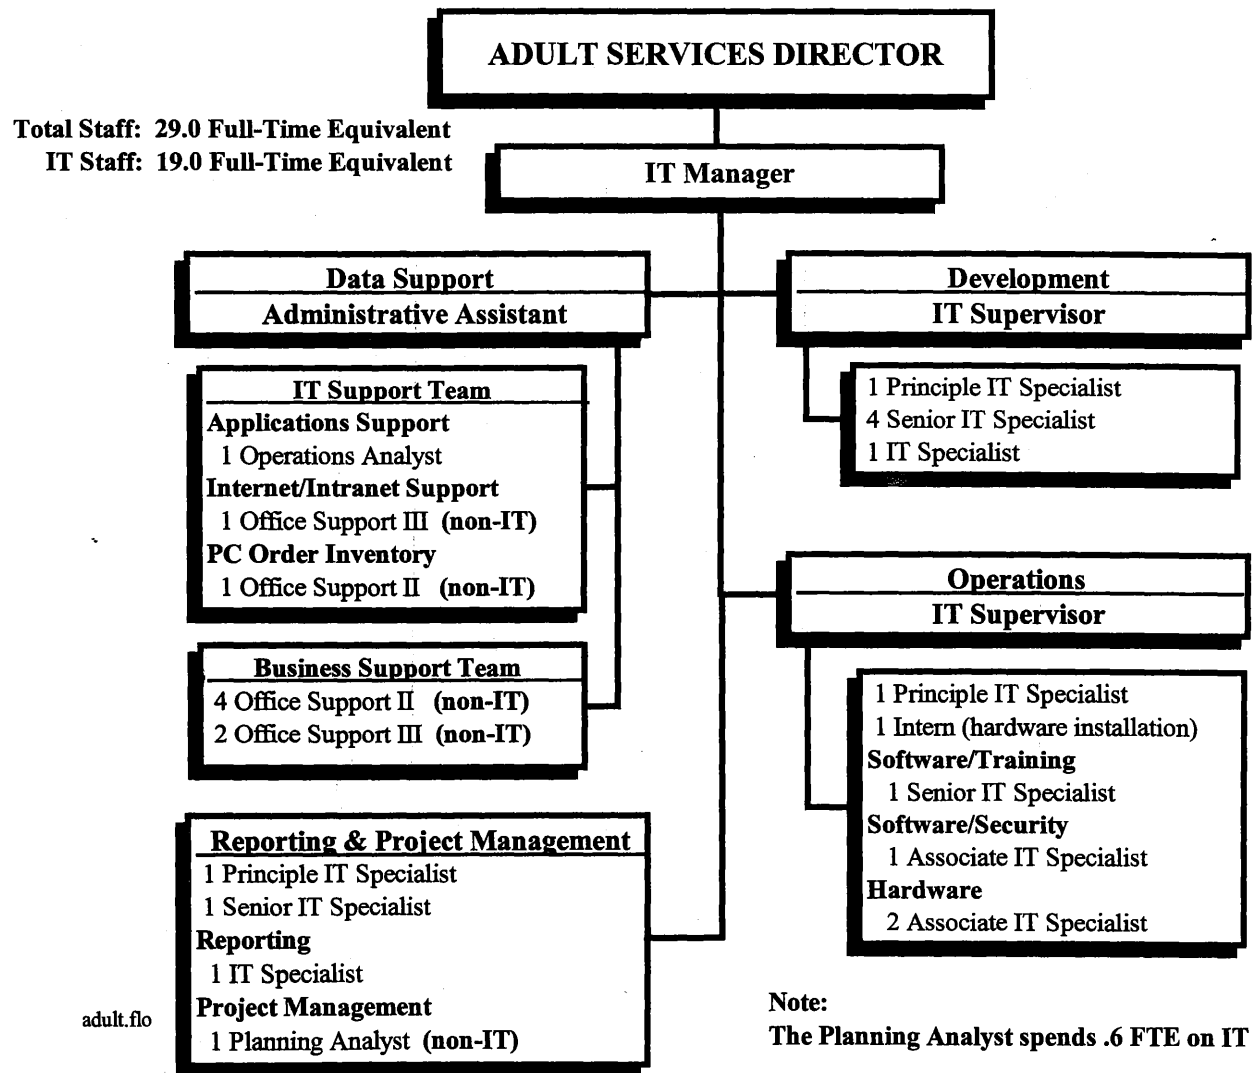 ADULT SERVICES DIRECTOR
Total Staff: 29.0 Full-Time Equivalent
IT Staff: 19.0 Full-Time Equivalent
IT Manager
Data Support
Administrative Assistant
IT Support Team
Applications Support
1 Operations Analyst
Internet/Intranet Support
1 Office Support III (non-IT)
PC Order Inventory
1 Office Support II (non-IT)
Business Support Team
4 Office Support II (non-IT)
2 Office Support III (non-IT)
Reporting & Project Management
1 Principle IT Specialist
1 Senior IT Specialist
Reporting
1 IT Specialist
Project Management
1 Planning Analyst (non-IT)
Development
IT Supervisor
1 Principle IT Specialist
4 Senior IT Specialist
1 IT Specialist
Operations
IT Supervisor
1 Principle IT Specialist
1 Intern (hardware installation)
Software/Training
1 Senior IT Specialist
Software/Security
1 Associate IT Specialist
Hardware
2 Associate IT Specialist
Note:
The Planning Analyst spends .6 FTE on IT
adult.flo